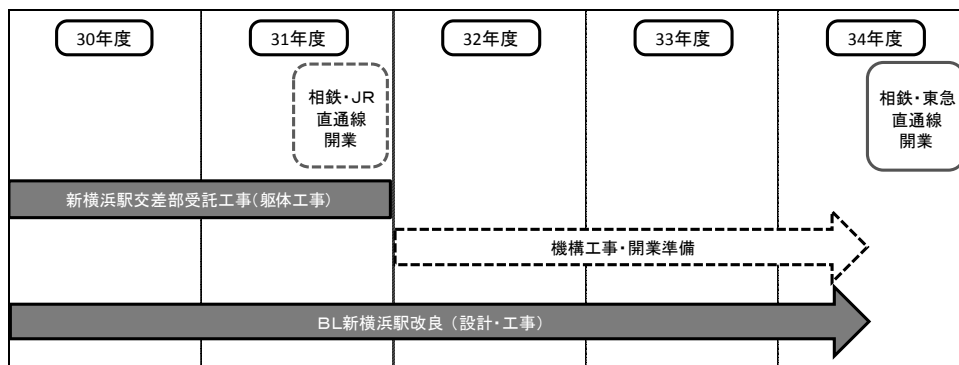 30年度
31年度
32年度
33年度
34年度
相鉄・JR
直通線
開業
相鉄・東急
直通線
開業
新横浜駅交差部受託工事(躯体工事)
機構工事・開業準備
BL新横浜駅改良（設計・工事）